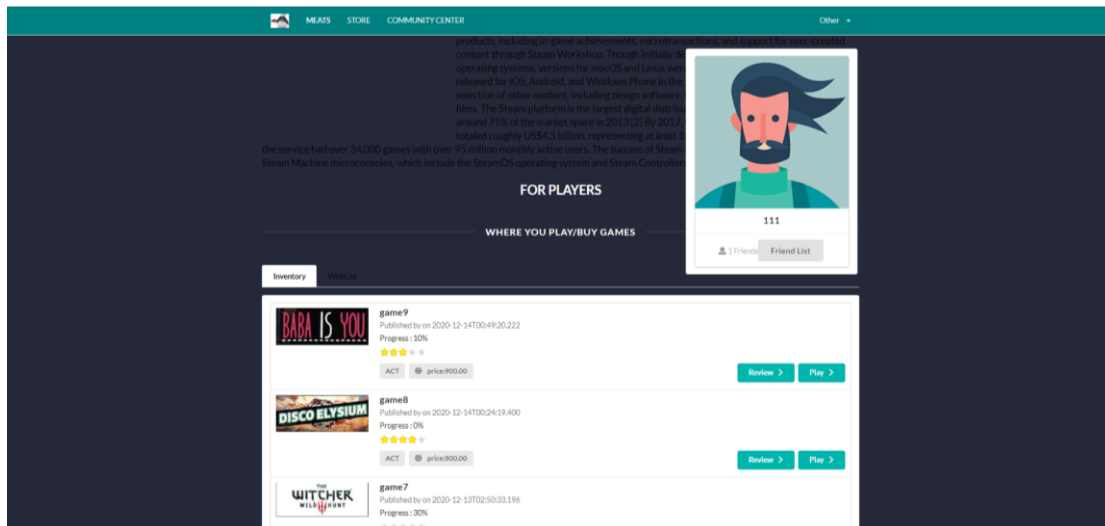 MEATS STORE COMMUNITY CENTER Other
products, including in-game achievements, microtransactions, and support for user-created
content through Steam Workshop. Though initially de
operating systems, versions for macOS and Linux wer
released for iOS, Android, and Windows Phone in the
selection of other content, including design software,
films. The Steam platform is the largest digital distribu
around 75% of the market space in 2013.[2] By 2017,
totaled roughly US$4.3 billion, representing at least 1
the service had over 34,000 games with over 95 million monthly active users. The success of Steam
Steam Machine microconsoles, which include the SteamOS operating system and Steam Controller
111
1 Friends Friend List
FOR PLAYERS
WHERE YOU PLAY/BUY GAMES
Inventory Wishlist
BABA IS YOU
game9
Published by on 2020-12-14T00:49:20.222
Progress : 10%
ACT price:900.00
Review Play
DISCO ELYSIUM
game8
Published by on 2020-12-14T00:24:19.400
Progress : 0%
ACT price:800.00
Review Play
THE
WITCHER
WILD HUNT
game7
Published by on 2020-12-13T02:50:33.196
Progress : 30%